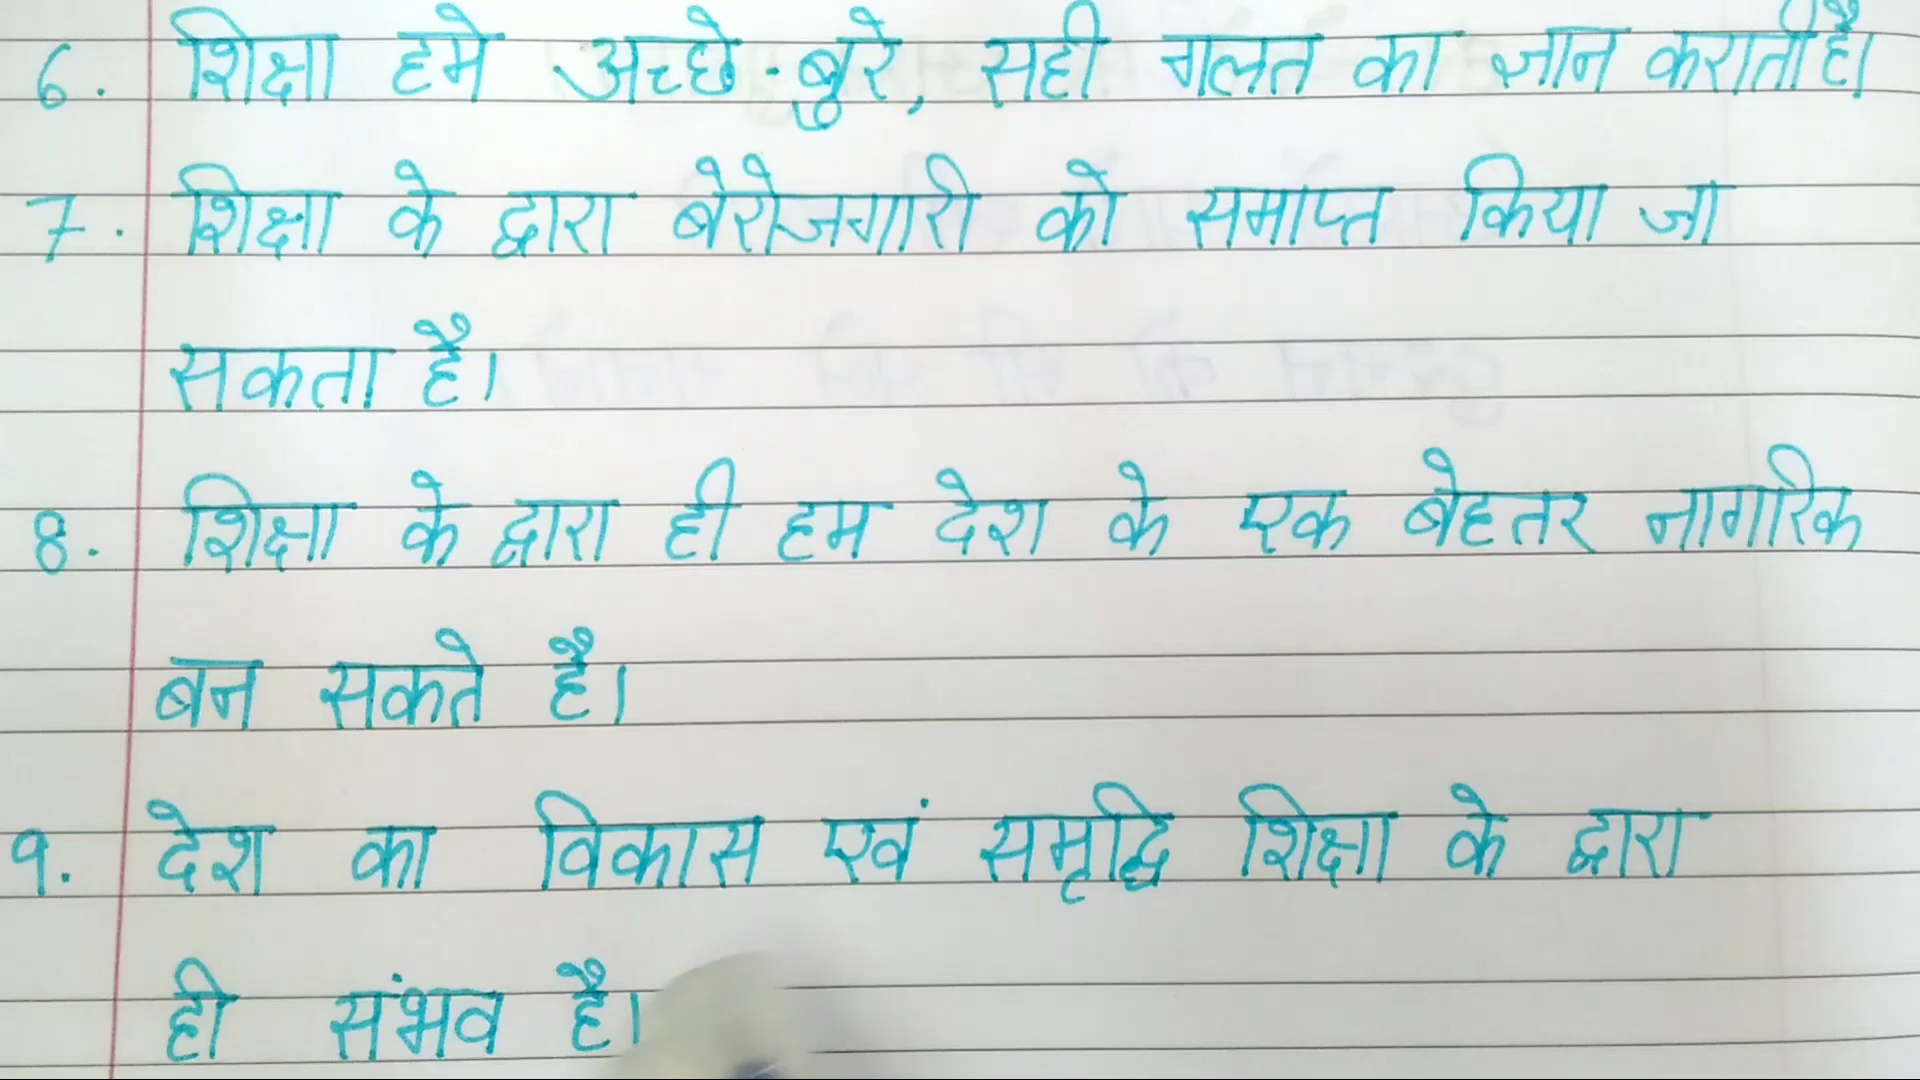 6. शिक्षा हमे अच्छे-बुरे, सही गलत का ज्ञान कराती है।
7. शिक्षा के द्वारा बेरोजगारी को समाप्त किया जा
सकता है।
8. शिक्षा के द्वारा ही हम देश के एक बेहतर नागरिक
बन सकते है।
9. देश का विकास एवं समृद्धि शिक्षा के द्वारा
ही संभव है।